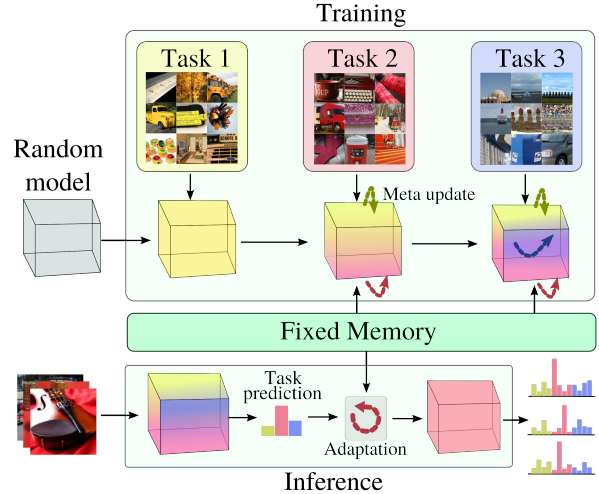 Training
Task 1
Task 2
Task 3
Random
model
Meta update
Fixed Memory
Task
prediction
Adaptation
Inference